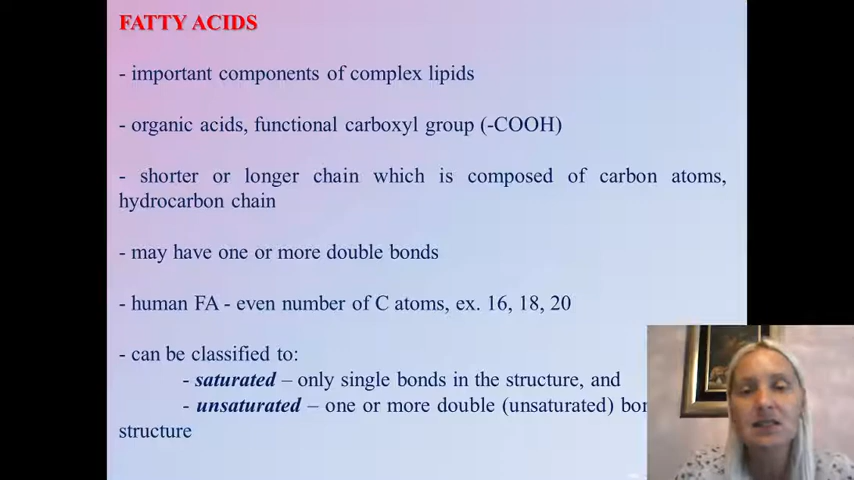 FATTY ACIDS
- important components of complex lipids
- organic acids, functional carboxyl group (-COOH)
- shorter or longer chain which is composed of carbon atoms,
hydrocarbon chain
- may have one or more double bonds
- human FA - even number of C atoms, ex. 16, 18, 20
- can be classified to:
- saturated – only single bonds in the structure, and
- unsaturated – one or more double (unsaturated)
structure